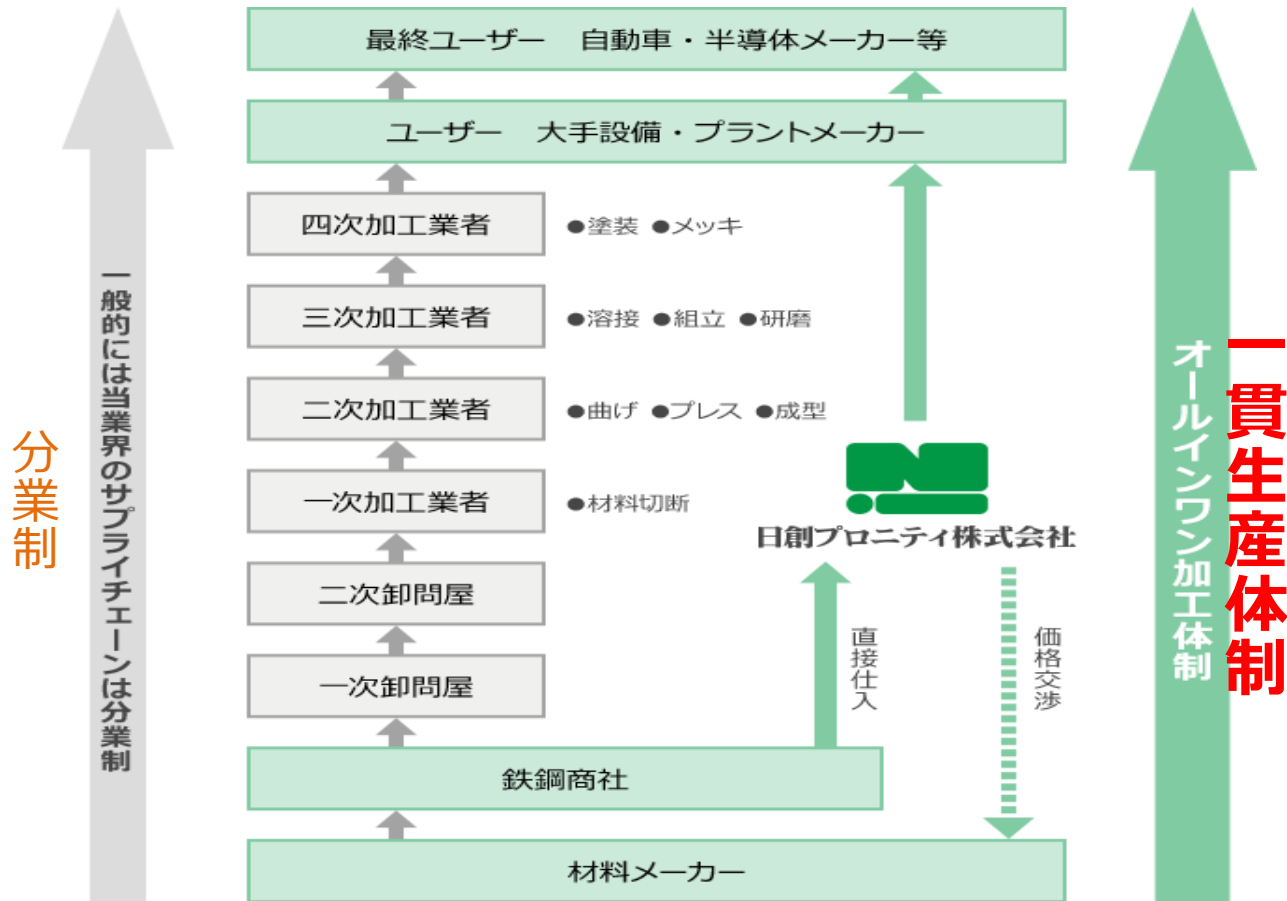 最終ユーザー　自動車・半導体メーカー等
ユーザー　大手設備・プラントメーカー
四次加工業者
●塗装 ●メッキ
三次加工業者
●溶接 ●組立 ●研磨
二次加工業者
●曲げ ●プレス ●成型
一次加工業者
●材料切断
二次卸問屋
一次卸問屋
鉄鋼商社
材料メーカー
日創プロニティ株式会社
直接仕入
価格交渉
分業制
一般的には当業界のサプライチェーンは分業制
オールインワン加工体制
一貫生産体制